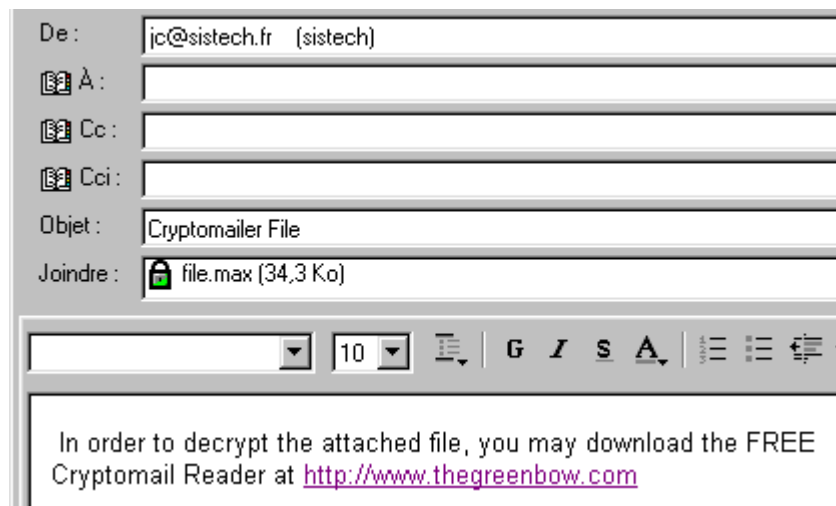 De : jc@sistech.fr (sistech)
À :
Cc :
Cci :
Objet : Cryptomailer File
Joindre : file.max (34,3 Ko)
10 G I S A
In order to decrypt the attached file, you may download the FREE
Cryptomail Reader at http://www.thegreenbow.com